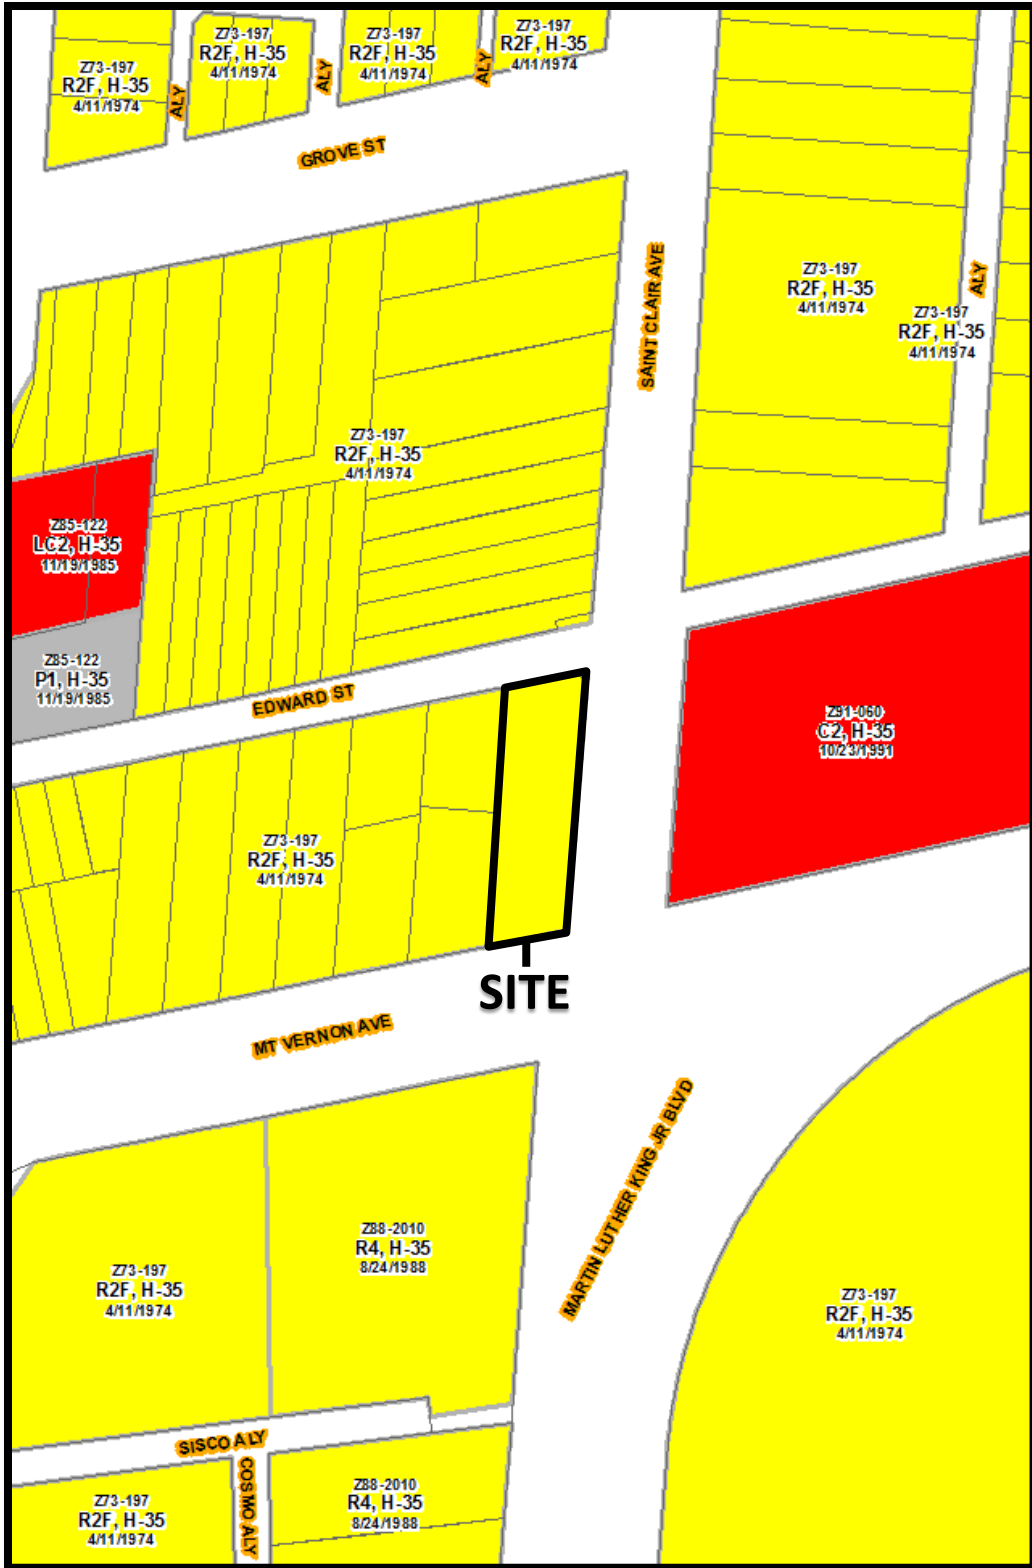 Z73-197
R2F, H-35
4/11/1974
ALY
Z73-197
R2F, H-35
4/11/1974
ALY
Z73-197
R2F, H-35
4/11/1974
ALY
Z73-197
R2F, H-35
4/11/1974
GROVE ST
SAINT CLAIR AVE
Z73-197
R2F, H-35
4/11/1974
ALY
Z73-197
R2F, H-35
4/11/1974
Z73-197
R2F, H-35
4/11/1974
Z85-122
LC2, H-35
11/19/1985
Z85-122
P1, H-35
11/19/1985
EDWARD ST
Z91-060
C2, H-35
10/23/1991
Z73-197
R2F, H-35
4/11/1974
SITE
MT VERNON AVE
MARTIN LUTHER KING JR BLVD
Z88-2010
R4, H-35
8/24/1988
Z73-197
R2F, H-35
4/11/1974
Z73-197
R2F, H-35
4/11/1974
SISCO ALY
COSMO ALY
Z73-197
R2F, H-35
4/11/1974
Z88-2010
R4, H-35
8/24/1988